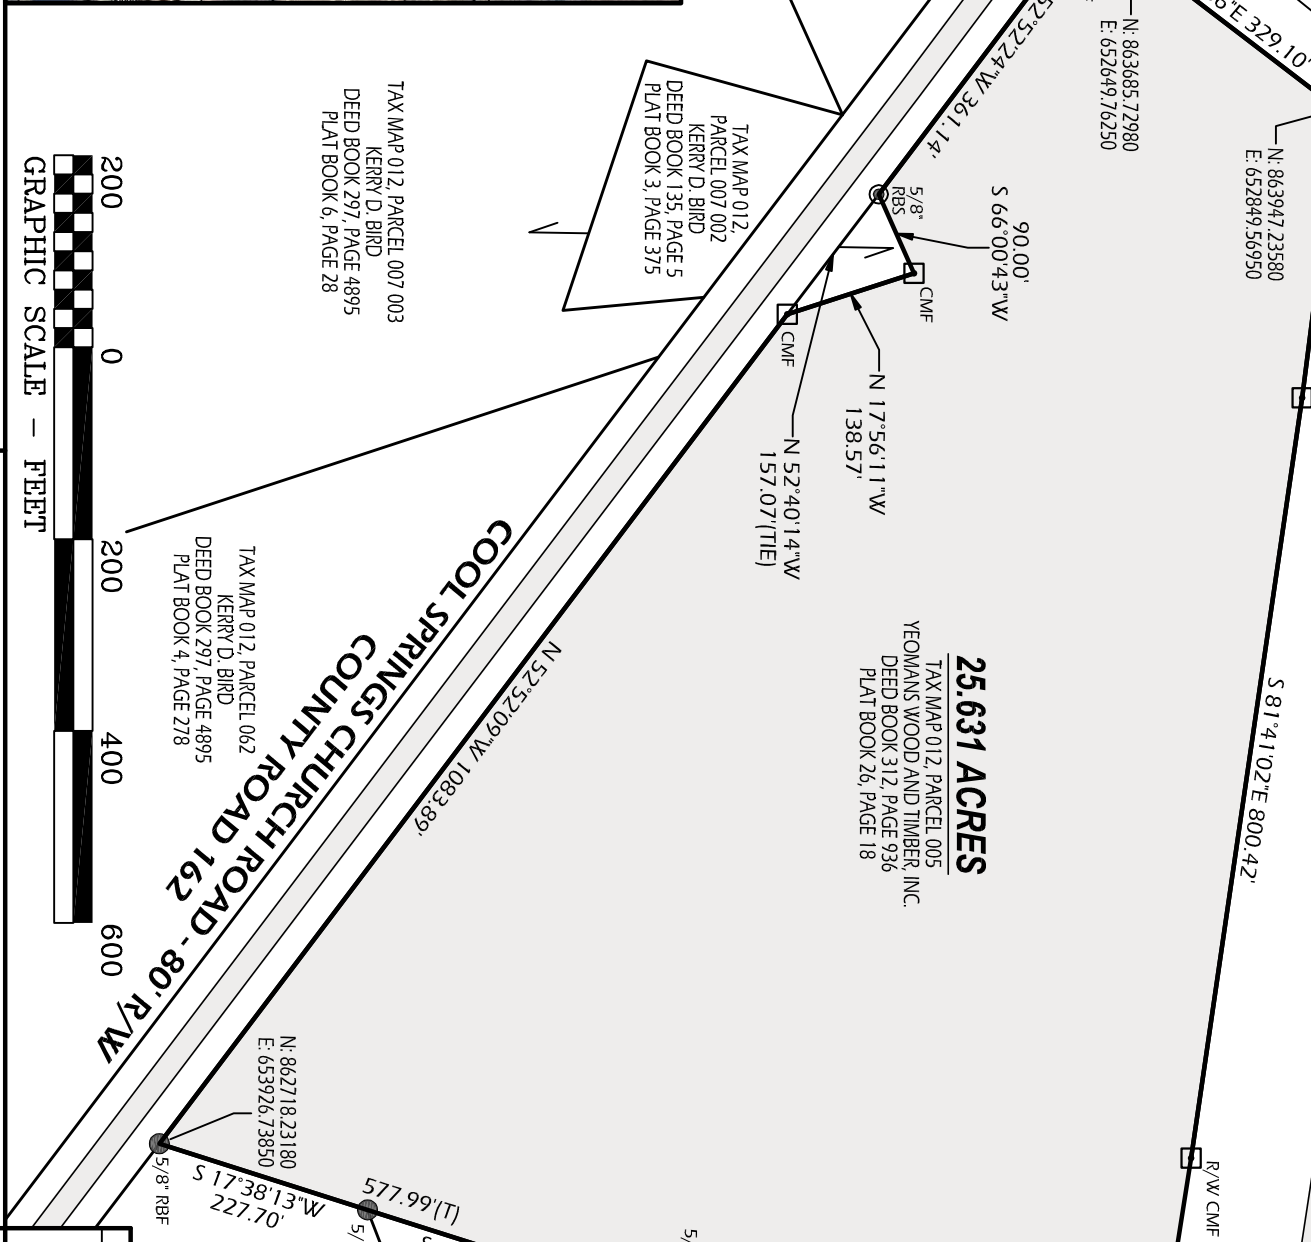 N: 863685.72980
E: 652649.76250
6"E 329.10'
N: 863947.23580
E: 652849.56950
52°52'24"W 361.14'
90.00'
S 66°00'43"W
5/8"
RBS
CMF
CMF
N 17°56'11"W
138.57'
N 52°40'14"W
157.07'(TIE)
TAX MAP 012,
PARCEL 007 002
KERRY D. BIRD
DEED BOOK 135, PAGE 5
PLAT BOOK 3, PAGE 375
TAX MAP 012, PARCEL 007 003
KERRY D. BIRD
DEED BOOK 297, PAGE 4895
PLAT BOOK 6, PAGE 28
200 0 200 400 600
GRAPHIC SCALE - FEET
TAX MAP 012, PARCEL 062
KERRY D. BIRD
DEED BOOK 297, PAGE 4895
PLAT BOOK 4, PAGE 278
COOL SPRINGS CHURCH ROAD - 80' R/W
COUNTY ROAD 162
N 52°52'09"W 1083.89'
25.631 ACRES
TAX MAP 012, PARCEL 005
YEOMANS WOOD AND TIMBER, INC.
DEED BOOK 312, PAGE 936
PLAT BOOK 26, PAGE 18
S 81°41'02"E 800.42'
N: 862718.23180
E: 653926.73850
5/8" RBF
S 17°38'13"W
227.70'
577.99'(T)
5/
5/
R/W CMF